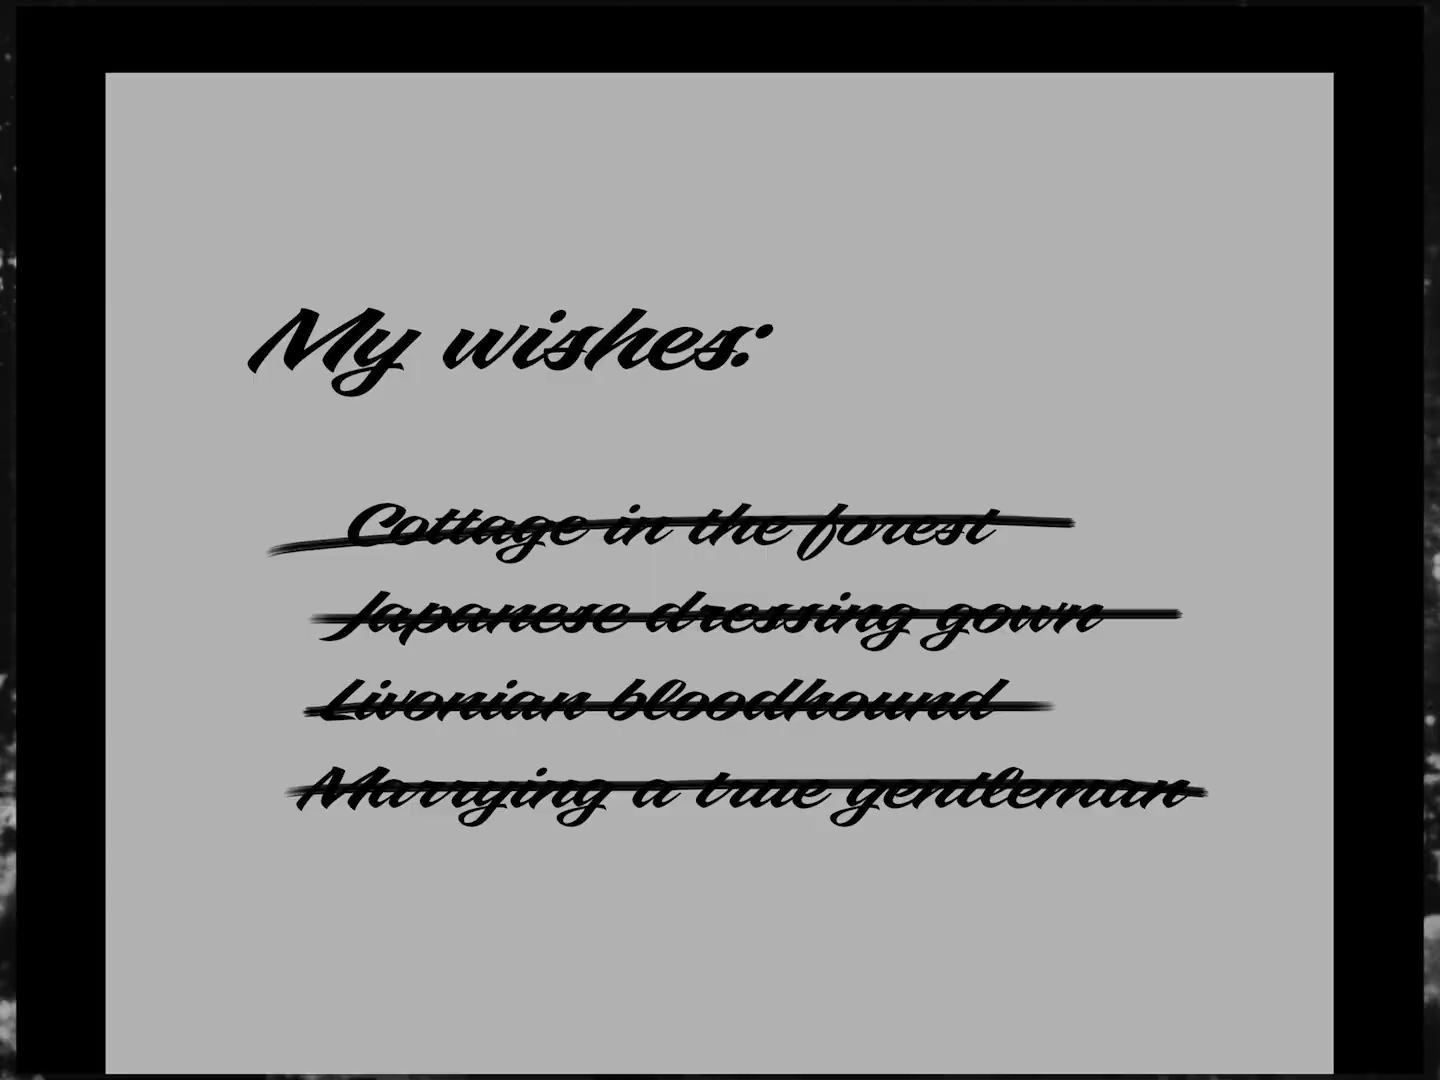 My wishes:
Cottage in the forest
Japanese dressing gown
Livonian bloodhound
Marrying a true gentleman